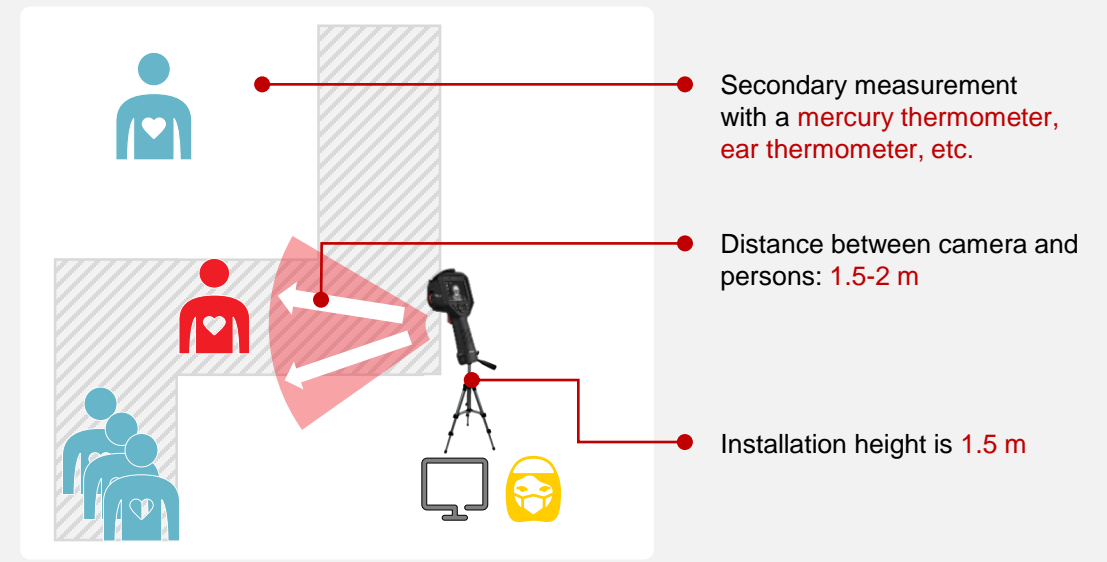 Secondary measurement
with a mercury thermometer,
ear thermometer, etc.
Distance between camera and
persons: 1.5-2 m
Installation height is 1.5 m